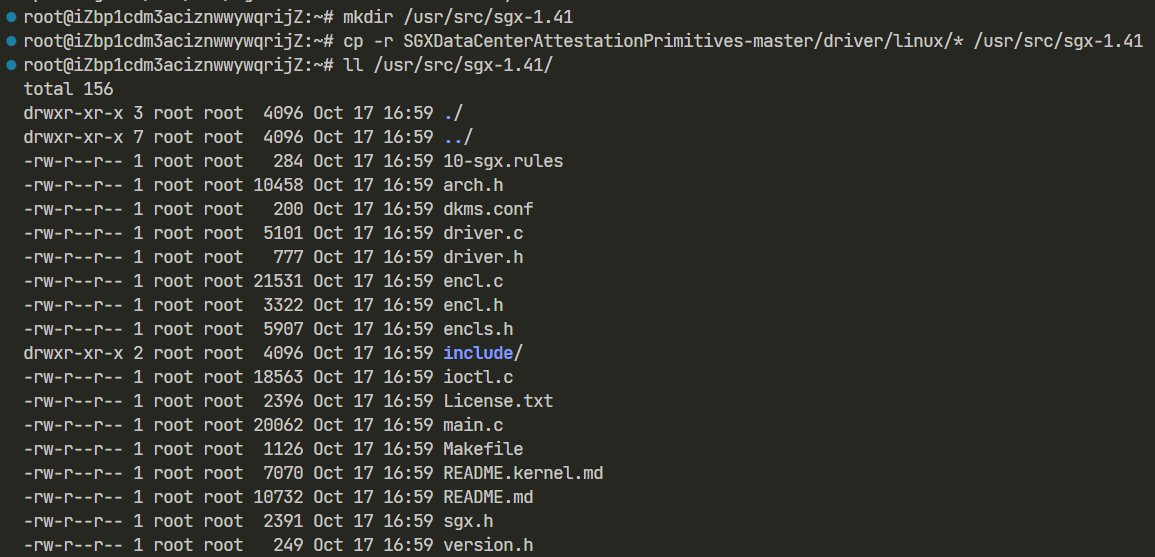 root@iZbp1cdm3aciznwwywqrijZ:~# mkdir /usr/src/sgx-1.41
root@iZbp1cdm3aciznwwywqrijZ:~# cp -r SGXDataCenterAttestationPrimitives-master/driver/linux/* /usr/src/sgx-1.41
root@iZbp1cdm3aciznwwywqrijZ:~# ll /usr/src/sgx-1.41/
total 156
drwxr-xr-x 3 root root  4096 Oct 17 16:59 ./
drwxr-xr-x 7 root root  4096 Oct 17 16:59 ../
-rw-r--r-- 1 root root   284 Oct 17 16:59 10-sgx.rules
-rw-r--r-- 1 root root 10458 Oct 17 16:59 arch.h
-rw-r--r-- 1 root root   200 Oct 17 16:59 dkms.conf
-rw-r--r-- 1 root root  5101 Oct 17 16:59 driver.c
-rw-r--r-- 1 root root   777 Oct 17 16:59 driver.h
-rw-r--r-- 1 root root 21531 Oct 17 16:59 encl.c
-rw-r--r-- 1 root root  3322 Oct 17 16:59 encl.h
-rw-r--r-- 1 root root  5907 Oct 17 16:59 encls.h
drwxr-xr-x 2 root root  4096 Oct 17 16:59 include/
-rw-r--r-- 1 root root 18563 Oct 17 16:59 ioctl.c
-rw-r--r-- 1 root root  2396 Oct 17 16:59 License.txt
-rw-r--r-- 1 root root 20062 Oct 17 16:59 main.c
-rw-r--r-- 1 root root  1126 Oct 17 16:59 Makefile
-rw-r--r-- 1 root root  7070 Oct 17 16:59 README.kernel.md
-rw-r--r-- 1 root root 10732 Oct 17 16:59 README.md
-rw-r--r-- 1 root root  2391 Oct 17 16:59 sgx.h
-rw-r--r-- 1 root root   249 Oct 17 16:59 version.h